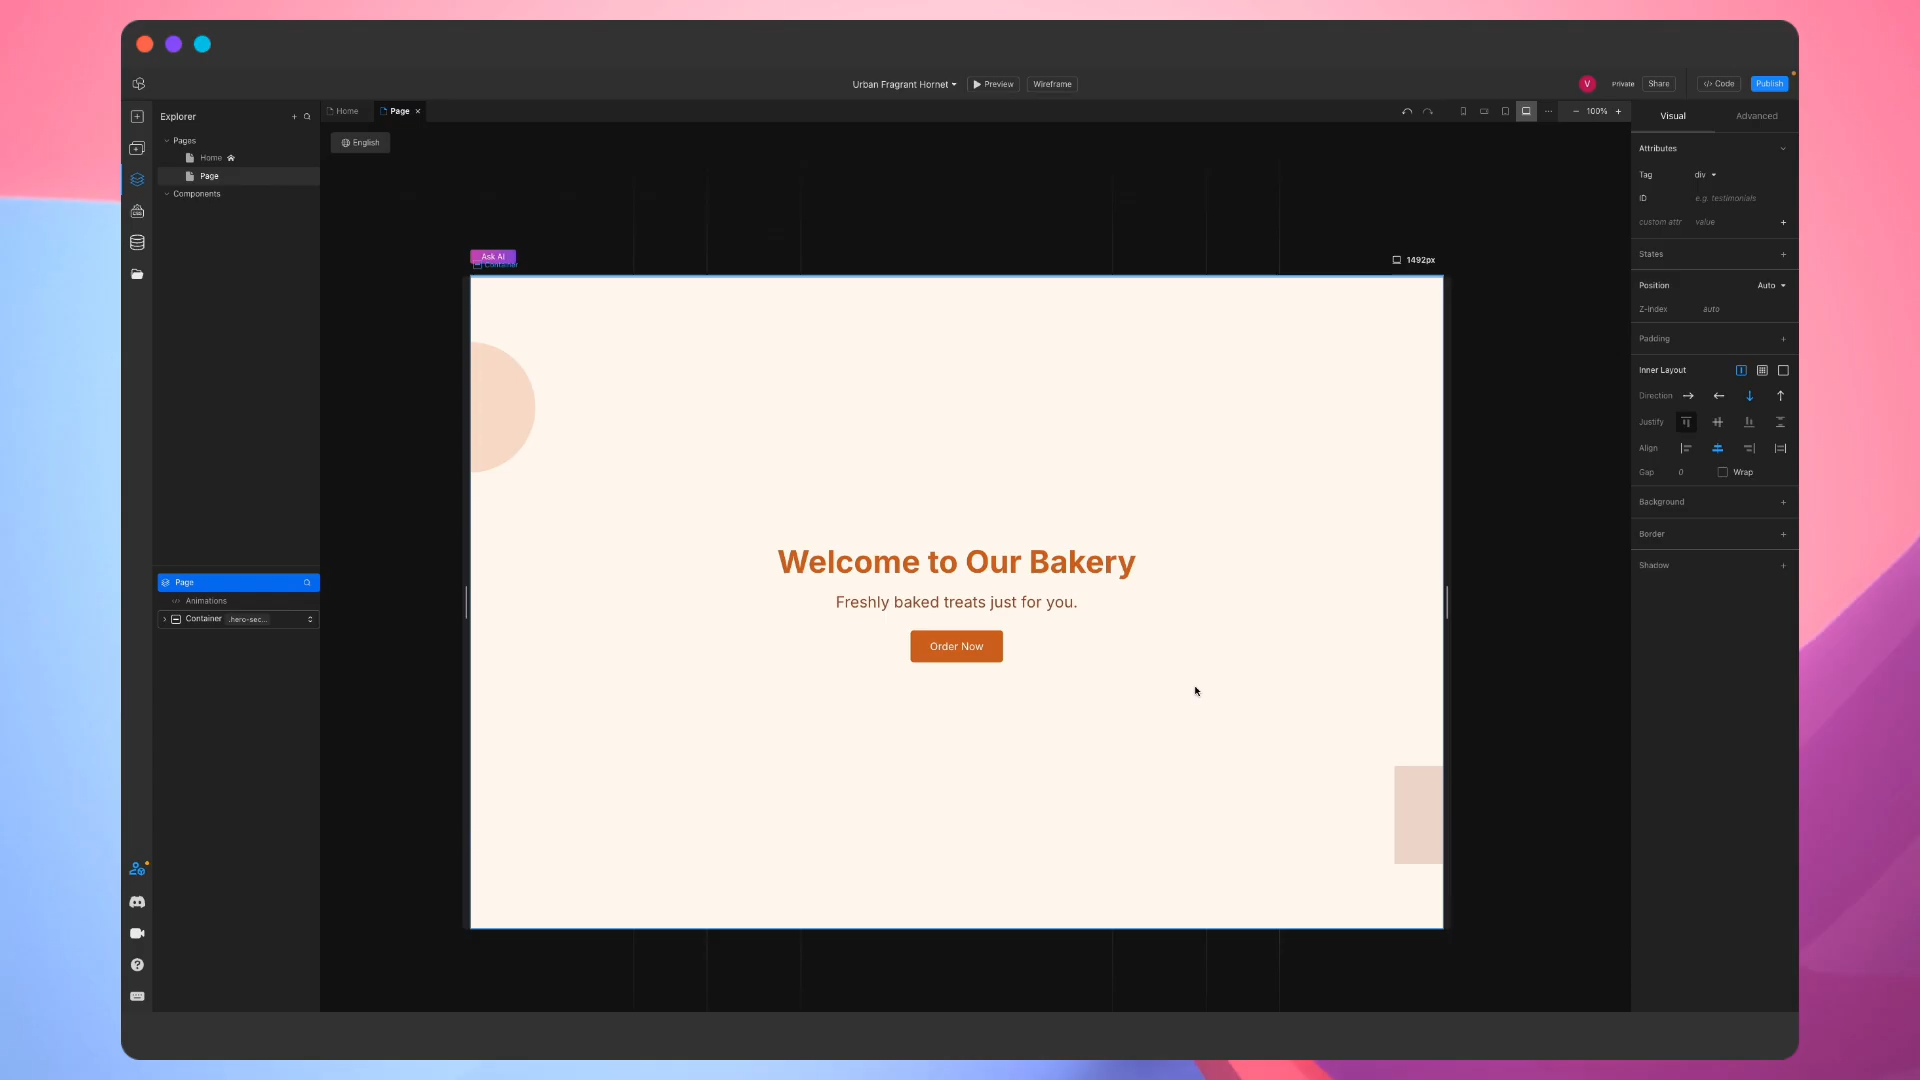 Urban Fragrant Hornet
Preview
Wireframe
V
Private
Share
</> Code
Publish
Explorer
Home
Page
100%
Visual
Advanced
English
Pages
Home
Page
Components
Attributes
Tag
div
ID
e.g. testimonials
custom attr
value
States
Ask AI
Container
1492px
Position
Auto
Z-Index
auto
Padding
Inner Layout
Direction
Justify
Align
Gap
0
Wrap
Background
Border
Shadow
Welcome to Our Bakery
Freshly baked treats just for you.
Order Now
Page
Animations
Container
.hero-sec...